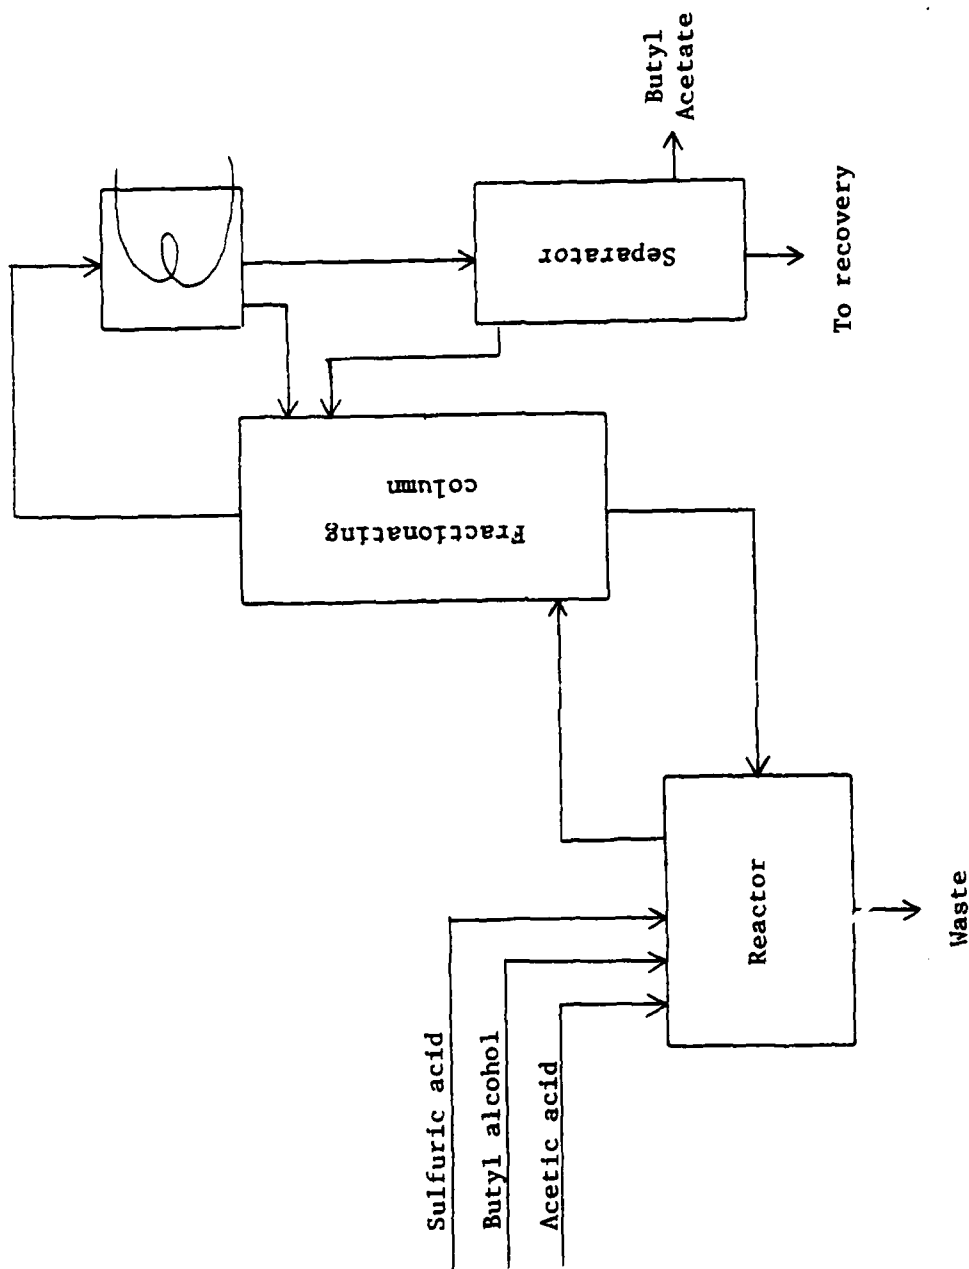 Sulfuric acid
Butyl alcohol
Acetic acid
Reactor
Waste
Fractionating
column
Separator
Butyl
Acetate
To recovery